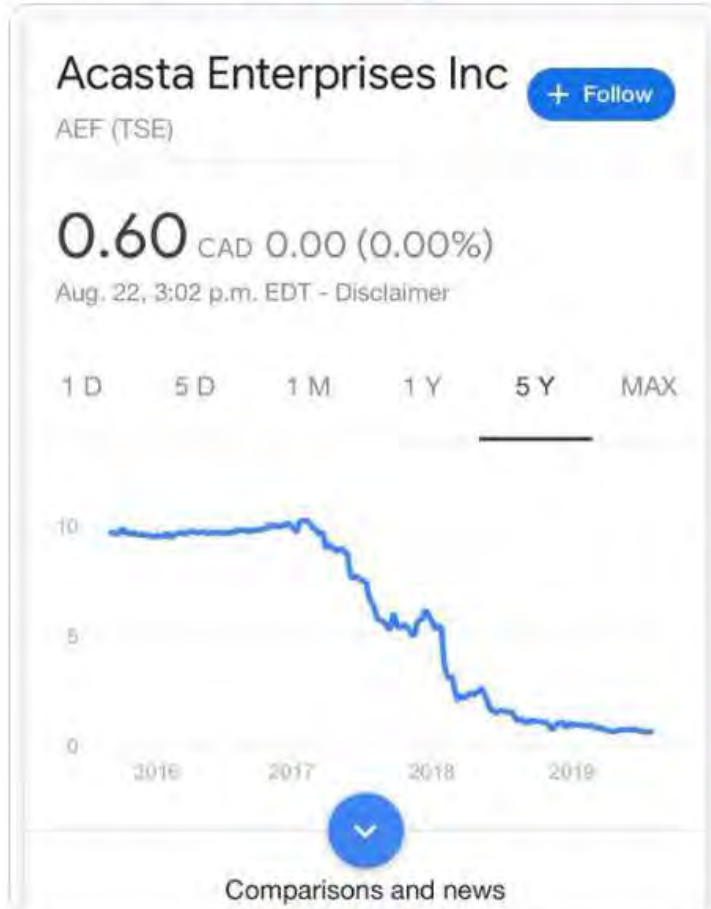 Acasta Enterprises Inc
+ Follow
AEF (TSE)
0.60 CAD 0.00 (0.00%)
Aug. 22, 3:02 p.m. EDT - Disclaimer
1 D 5 D 1 M 1 Y 5 Y MAX
10
5
0
2016 2017 2018 2019
Comparisons and news